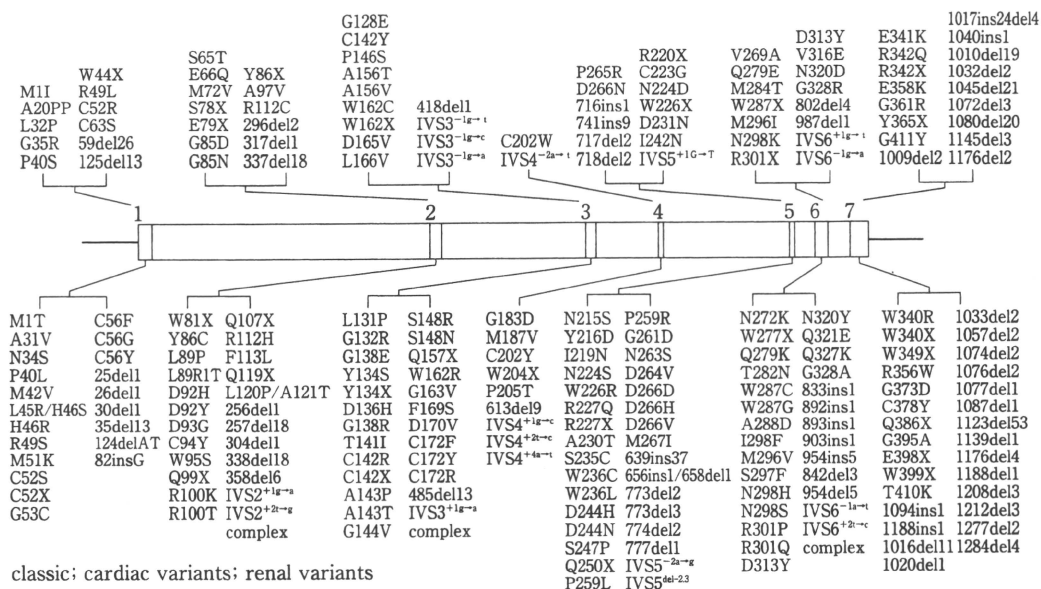 W44X
M1I R49L
A20PP C52R
L32P C63S
G35R 59del26
P40S 125del13
S65T
E66Q Y86X
M72V A97V
S78X R112C
E79X 296del2
G85D 317del1
G85N 337del18
G128E
C142Y
P146S
A156T
A156V
W162C 418del1
W162X IVS3⁻¹ᵍ→ᵗ
D165V IVS3⁻¹ᵍ→ᶜ
L166V IVS3⁻¹ᵍ→ᵃ
C202W
IVS4⁻²ᵃ→ᵗ
R220X
P265R C223G
D266N N224D
716ins1 W226X
741ins9 D231N
717del2 I242N
718del2 IVS5⁺¹ᴳ→ᵀ
D313Y
V269A V316E
Q279E N320D
M284T G328R
W287X 802del4
M296I 987del1
N298K IVS6⁺¹ᵍ→ᵗ
R301X IVS6⁻¹ᵍ→ᵃ
1017ins24del4
E341K 1040ins1
R342Q 1010del19
R342X 1032del2
E358K 1045del21
G361R 1072del3
Y365X 1080del20
G411Y 1145del3
1009del2 1176del2
1 2 3 4 5 6 7
M1T C56F
A31V C56G
N34S C56Y
P40L 25del1
M42V 26del1
L45R/H46S 30del1
H46R 35del13
R49S 124delAT
M51K 82insG
C52S
C52X
G53C
W81X Q107X
Y86C R112H
L89P F113L
L89R1T Q119X
D92H L120P/A121T
D92Y 256del1
D93G 257del18
C94Y 304del1
W95S 338del18
Q99X 358del6
R100K IVS2⁺¹ᵍ→ᵃ
R100T IVS2⁺²ᵗ→ᵍ
complex
L131P S148R
G132R S148N
G138E Q157X
Y134S W162R
Y134X G163V
D136H F169S
G138R D170V
T141I C172F
C142R C172Y
C142X C172R
A143P 485del13
A143T IVS3⁺¹ᵍ→ᵃ
G144V complex
G183D
M187V
C202Y
W204X
P205T
613del9
IVS4⁺¹ᵍ→ᶜ
IVS4⁺²ᵗ→ᶜ
IVS4⁺⁴ᵃ→ᵗ
N215S P259R
Y216D G261D
I219N N263S
N224S D264V
W226R D266D
R227Q D266H
R227X D266V
A230T M267I
S235C 639ins37
W236C 656ins1/658del1
W236L 773del2
D244H 773del3
D244N 774del2
S247P 777del1
Q250X IVS5⁻²ᵃ→ᵍ
P259L IVS5ᵈᵉˡ⁻²·³
N272K N320Y
W277X Q321E
Q279K Q327K
T282N G328A
W287C 833ins1
W287G 892ins1
A288D 893ins1
I298F 903ins1
M296V 954ins5
S297F 842del3
N298H 954del5
N298S IVS6⁻¹ᵃ→ᵗ
R301P IVS6⁺²ᵗ→ᶜ
R301Q complex
D313Y
W340R 1033del2
W340X 1057del2
W349X 1074del2
R356W 1076del2
G373D 1077del1
C378Y 1087del1
Q386X 1123del53
G395A 1139del1
E398X 1176del4
W399X 1188del1
T410K 1208del3
1094ins1 1212del3
1188ins1 1277del2
1016del11 1284del4
1020del1
classic; cardiac variants; renal variants